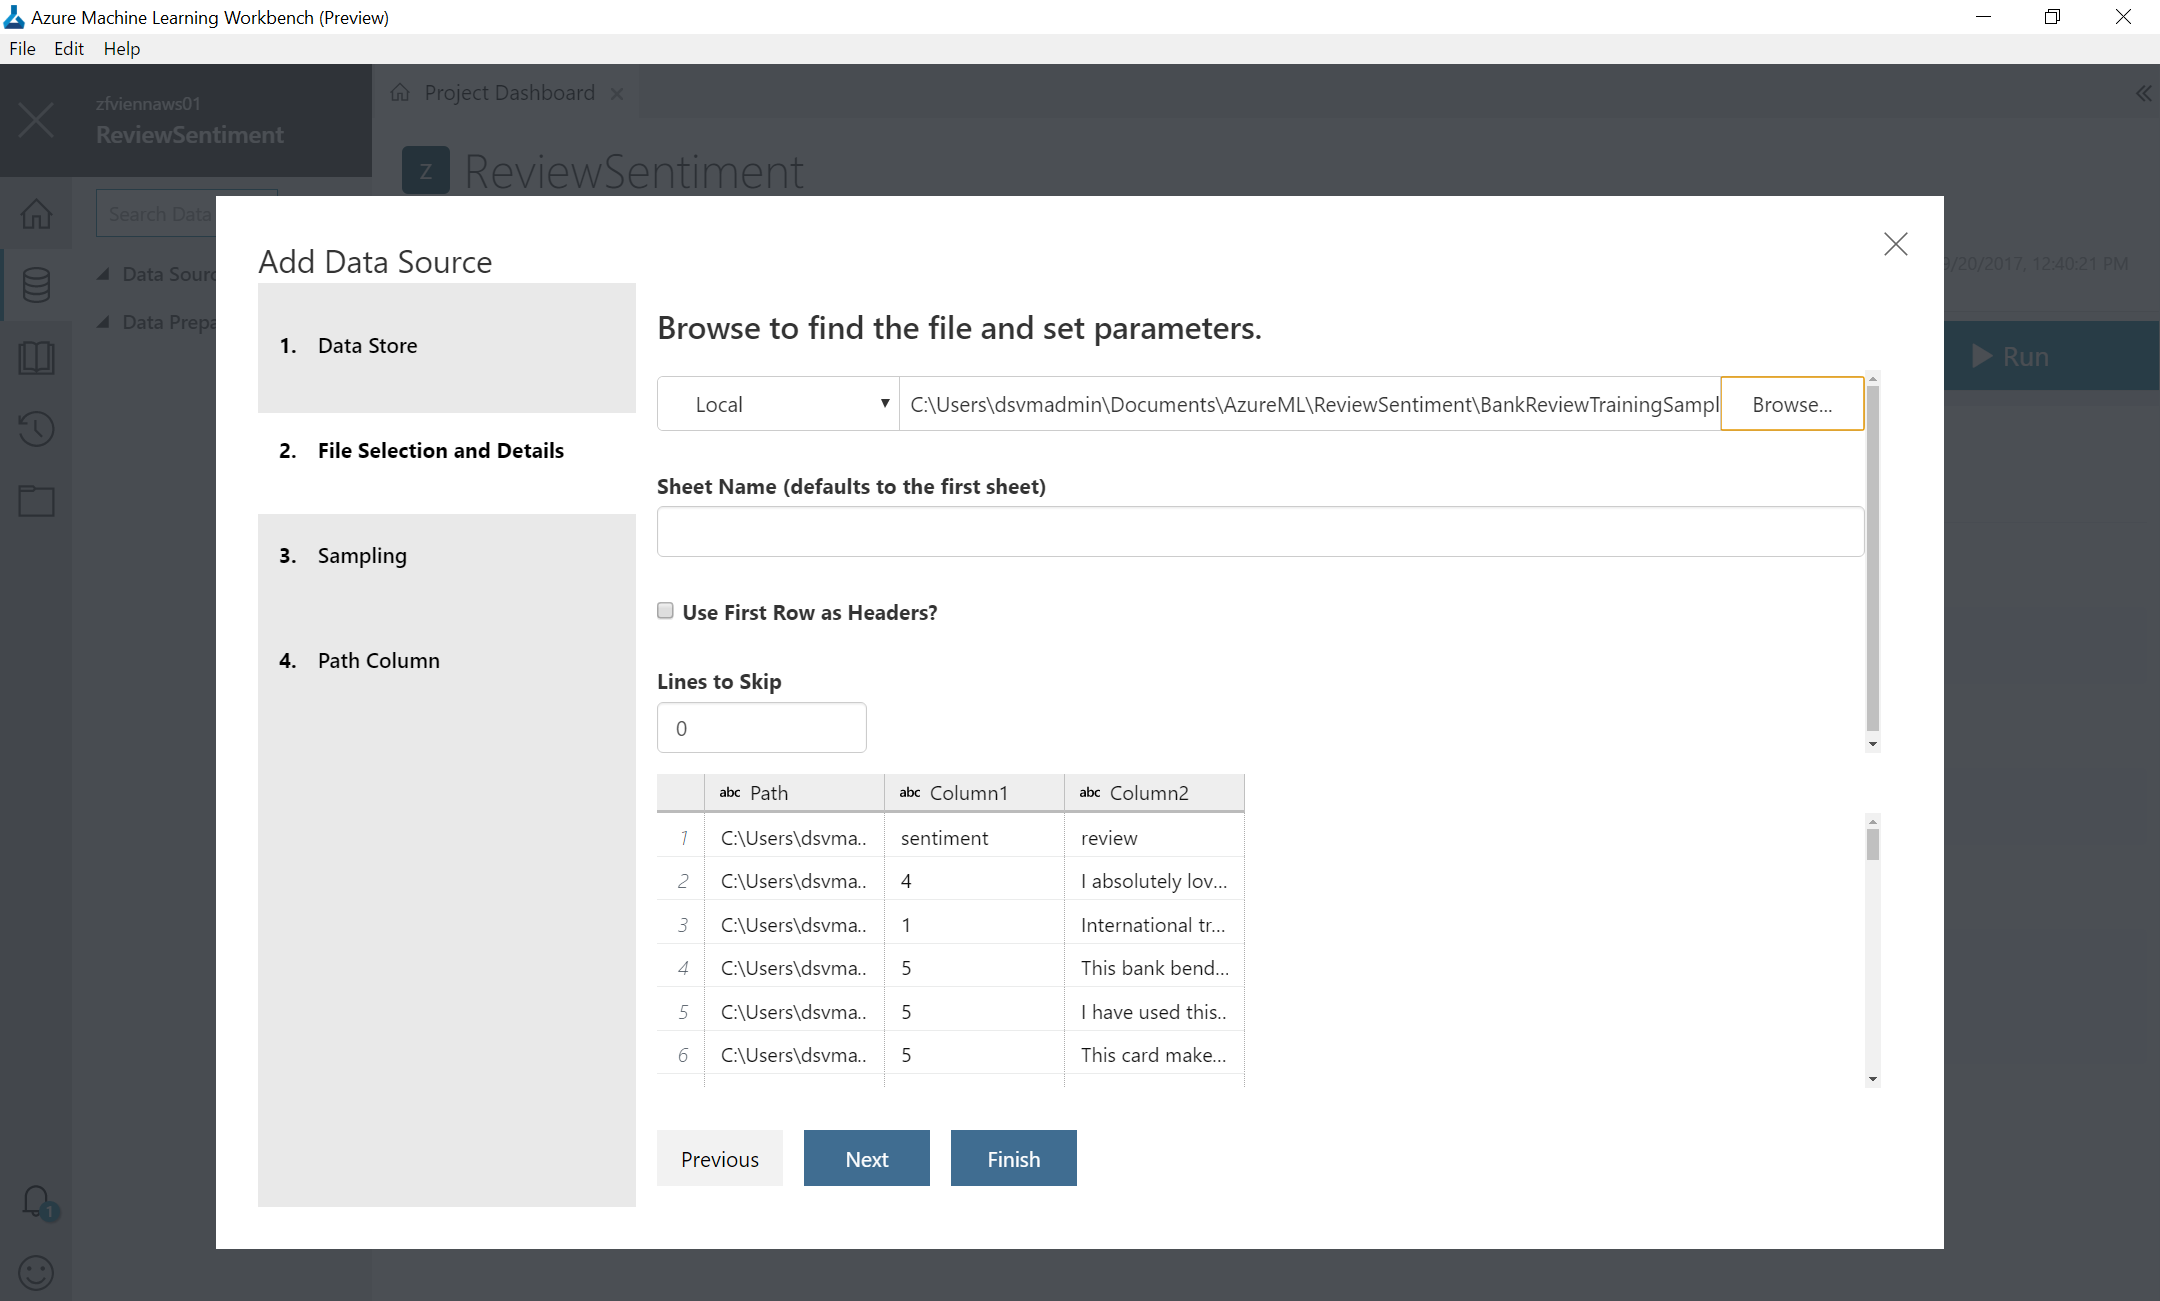 Azure Machine Learning Workbench (Preview)
File Edit Help
zfviennaws01
ReviewSentiment
Project Dashboard
Z ReviewSentiment
Search Data
Data Sourc
Data Prepa
9/20/2017, 12:40:21 PM
Run
Add Data Source
1. Data Store
2. File Selection and Details
3. Sampling
4. Path Column
Browse to find the file and set parameters.
Local C:\Users\dsvmadmin\Documents\AzureML\ReviewSentiment\BankReviewTrainingSampl Browse...
Sheet Name (defaults to the first sheet)
Use First Row as Headers?
Lines to Skip
0
abc Path abc Column1 abc Column2
1 C:\Users\dsvma.. sentiment review
2 C:\Users\dsvma.. 4 I absolutely lov...
3 C:\Users\dsvma.. 1 International tr...
4 C:\Users\dsvma.. 5 This bank bend...
5 C:\Users\dsvma.. 5 I have used this..
6 C:\Users\dsvma.. 5 This card make...
Previous Next Finish
1